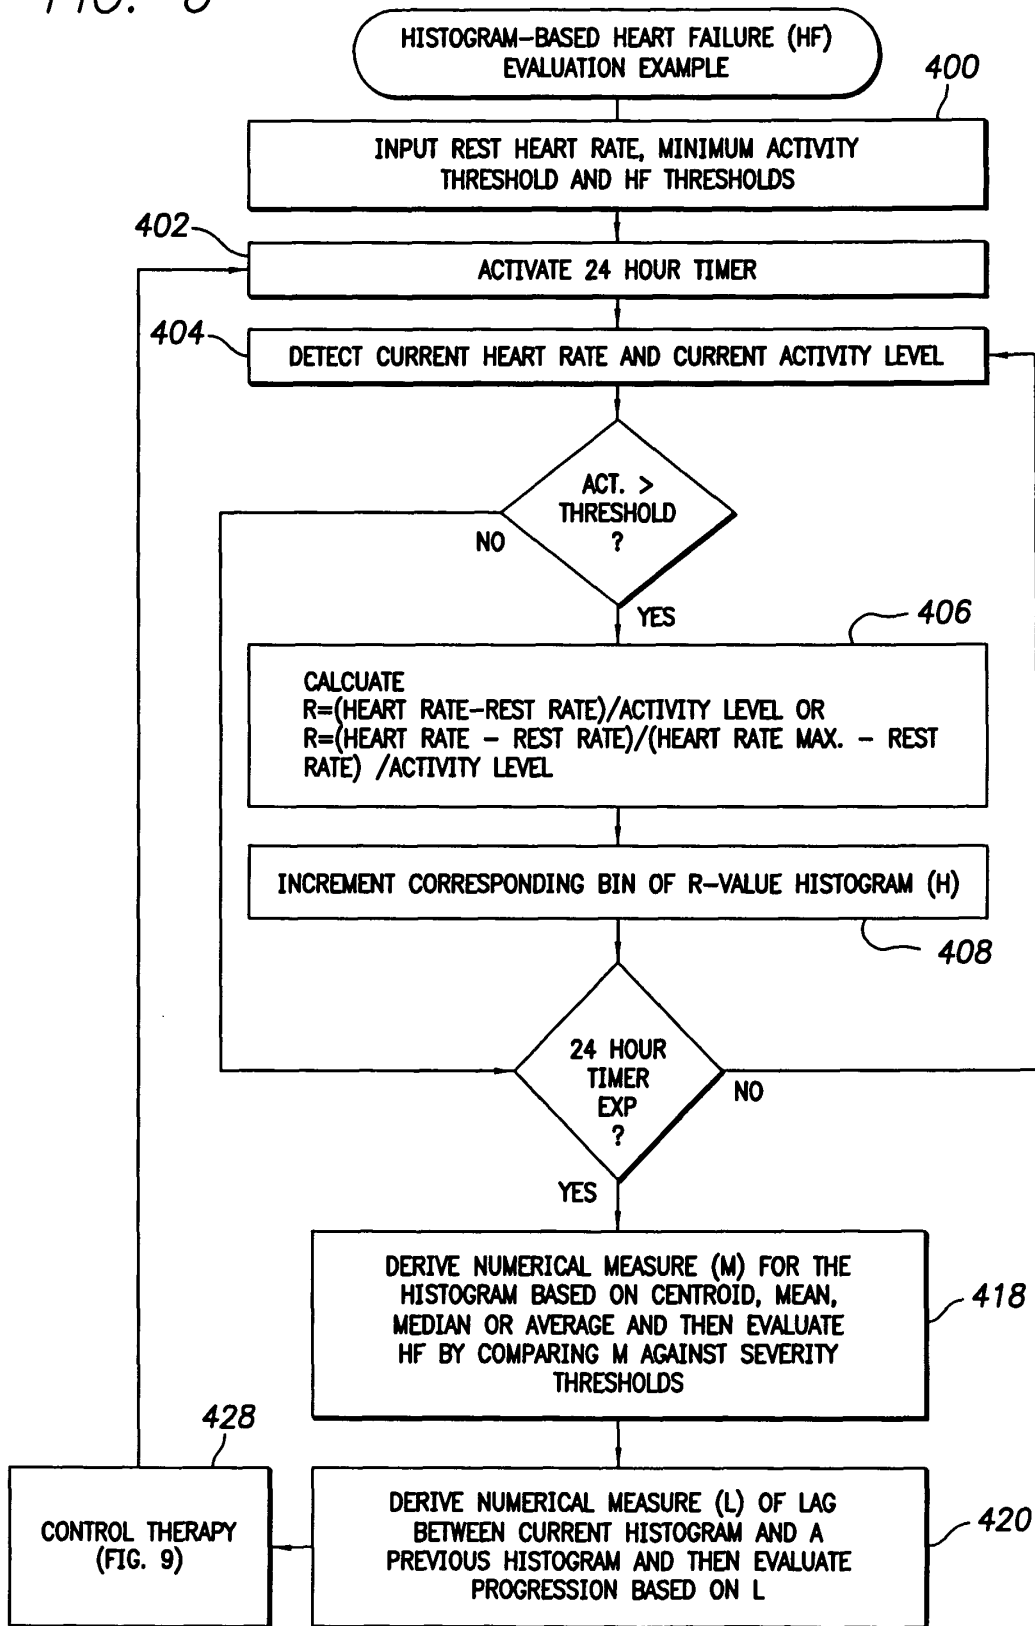 HISTOGRAM-BASED HEART FAILURE (HF)
EVALUATION EXAMPLE
400
INPUT REST HEART RATE, MINIMUM ACTIVITY
THRESHOLD AND HF THRESHOLDS
402
ACTIVATE 24 HOUR TIMER
404
DETECT CURRENT HEART RATE AND CURRENT ACTIVITY LEVEL
ACT. >
THRESHOLD
?
NO
YES
406
CALCUATE
R=(HEART RATE-REST RATE)/ACTIVITY LEVEL OR
R=(HEART RATE - REST RATE)/(HEART RATE MAX. - REST
RATE) /ACTIVITY LEVEL
INCREMENT CORRESPONDING BIN OF R-VALUE HISTOGRAM (H)
408
24 HOUR
TIMER
EXP
?
NO
YES
DERIVE NUMERICAL MEASURE (M) FOR THE
HISTOGRAM BASED ON CENTROID, MEAN,
MEDIAN OR AVERAGE AND THEN EVALUATE
HF BY COMPARING M AGAINST SEVERITY
THRESHOLDS
418
428
CONTROL THERAPY
(FIG. 9)
DERIVE NUMERICAL MEASURE (L) OF LAG
BETWEEN CURRENT HISTOGRAM AND A
PREVIOUS HISTOGRAM AND THEN EVALUATE
PROGRESSION BASED ON L
420